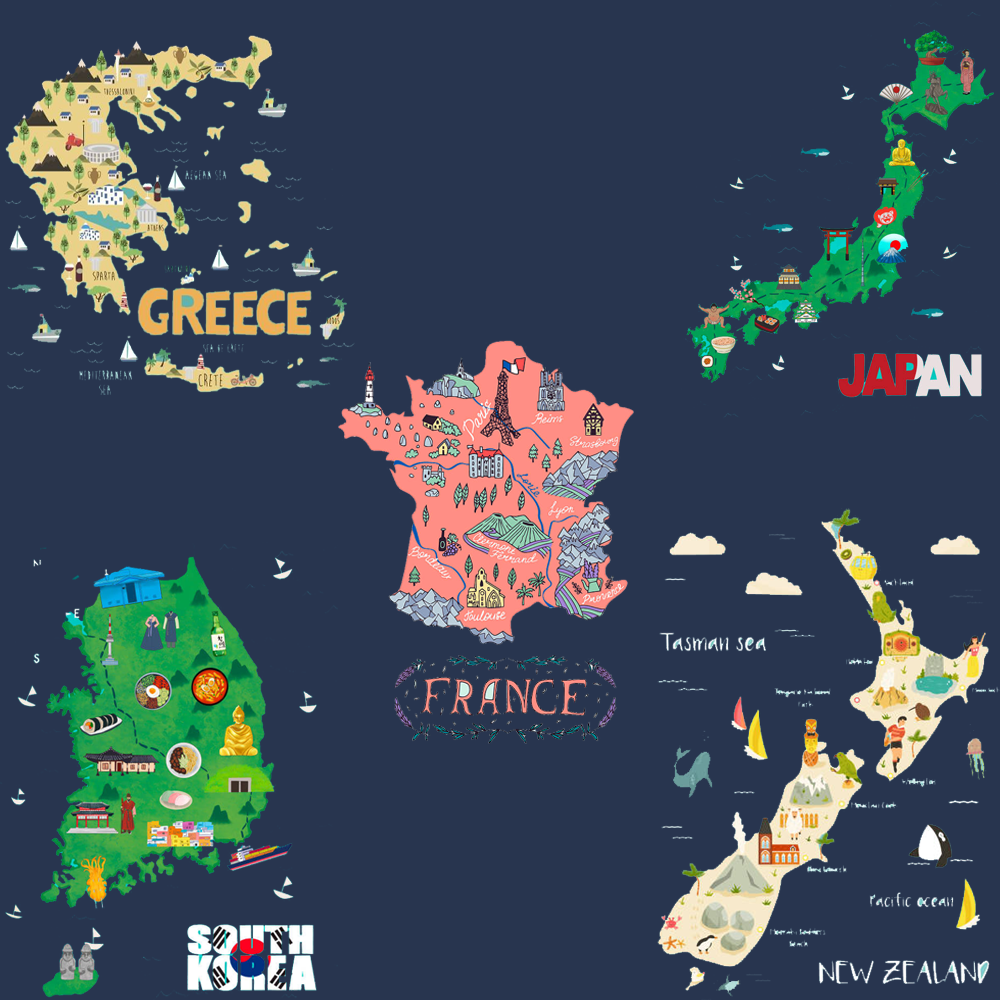 THESSALONIKI
AEGEAN SEA
ATHENS
SPARTA
GREECE
SEA OF CRETE
MEDITERRANEAN
SEA
CRETE
JAPAN
Paris
Reims
Strasbourg
Loire
Lyon
Clermont
Ferrand
Bordeaux
Provence
Toulouse
FRANCE
E
S
SOUTH
KOREA
Tasman sea
Pacific ocean
NEW ZEALAND